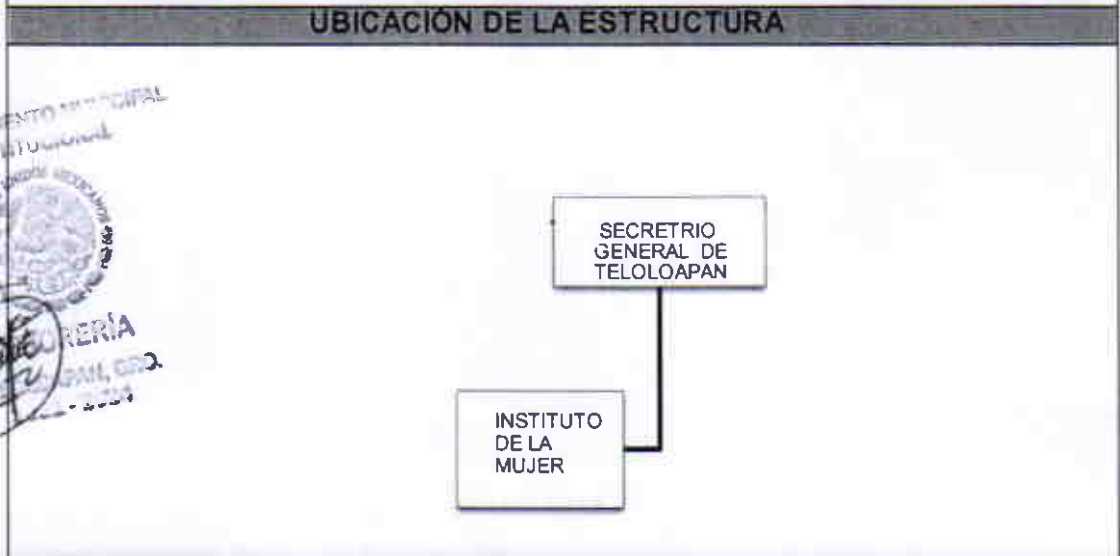 UBICACIÓN DE LA ESTRUCTURA
SECRETRIO
GENERAL DE
TELOLOAPAN
INSTITUTO
DE LA
MUJER